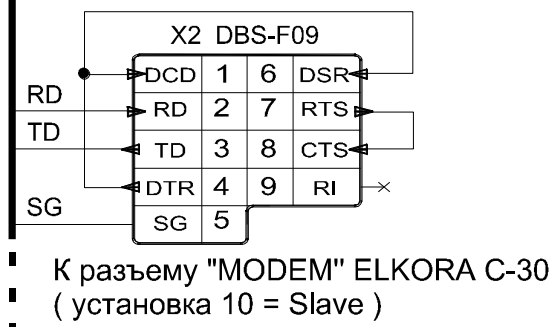 X2 DBS-F09
DCD 1 6 DSR
RD RD 2 7 RTS
TD TD 3 8 CTS
DTR 4 9 RI
SG SG 5
К разъему "MODEM" ELKORA C-30
( установка 10 = Slave )